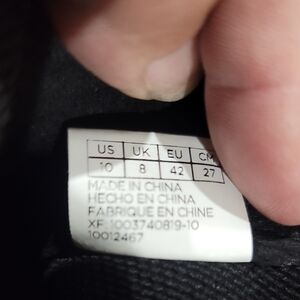 US UK EU CM
10 8 42 27
MADE IN CHINA
HECHO EN CHINA
FABRIQUE EN CHINE
XF: 1003740819-10
10012467